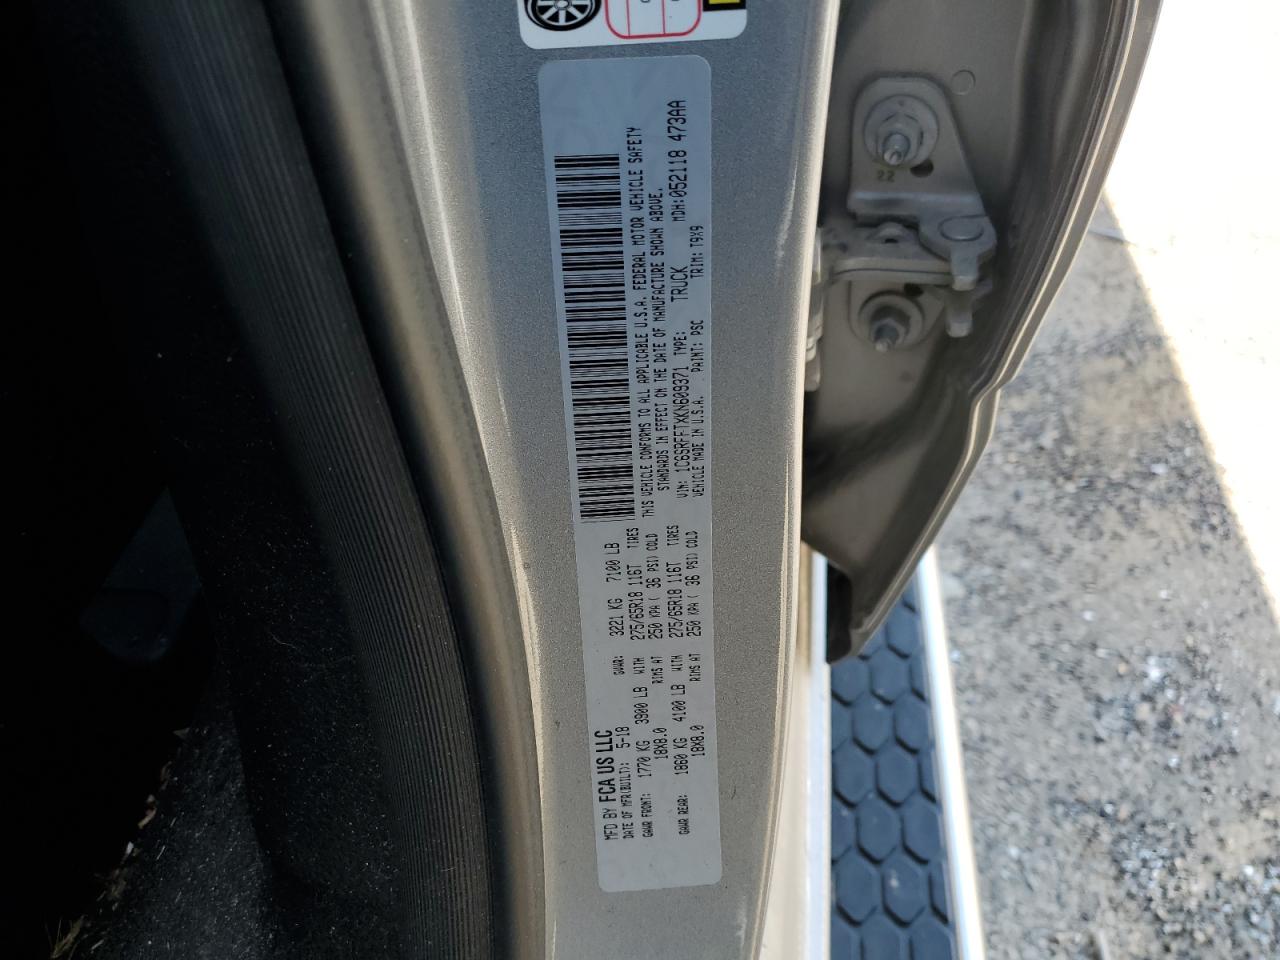 MFD BY FCA US LLC
DATE OF MFR(BUILT): 5-18 GVWR: 3221 KG 7100 LB
GAWR FRONT: 1770 KG 3900 LB WITH 275/65R18 116T TIRES
18X8.0 RIMS AT 250 KPA ( 36 PSI) COLD
GAWR REAR: 1860 KG 4100 LB WITH 275/65R18 116T TIRES
18X8.0 RIMS AT 250 KPA ( 36 PSI) COLD
THIS VEHICLE CONFORMS TO ALL APPLICABLE U.S.A. FEDERAL MOTOR VEHICLE SAFETY
STANDARDS IN EFFECT ON THE DATE OF MANUFACTURE SHOWN ABOVE.
VIN: 1C6SRFFTXKN609371 TYPE: TRUCK MDH:052118 473AA
VEHICLE MADE IN U.S.A. PAINT: PSC TRIM: T9X9
22